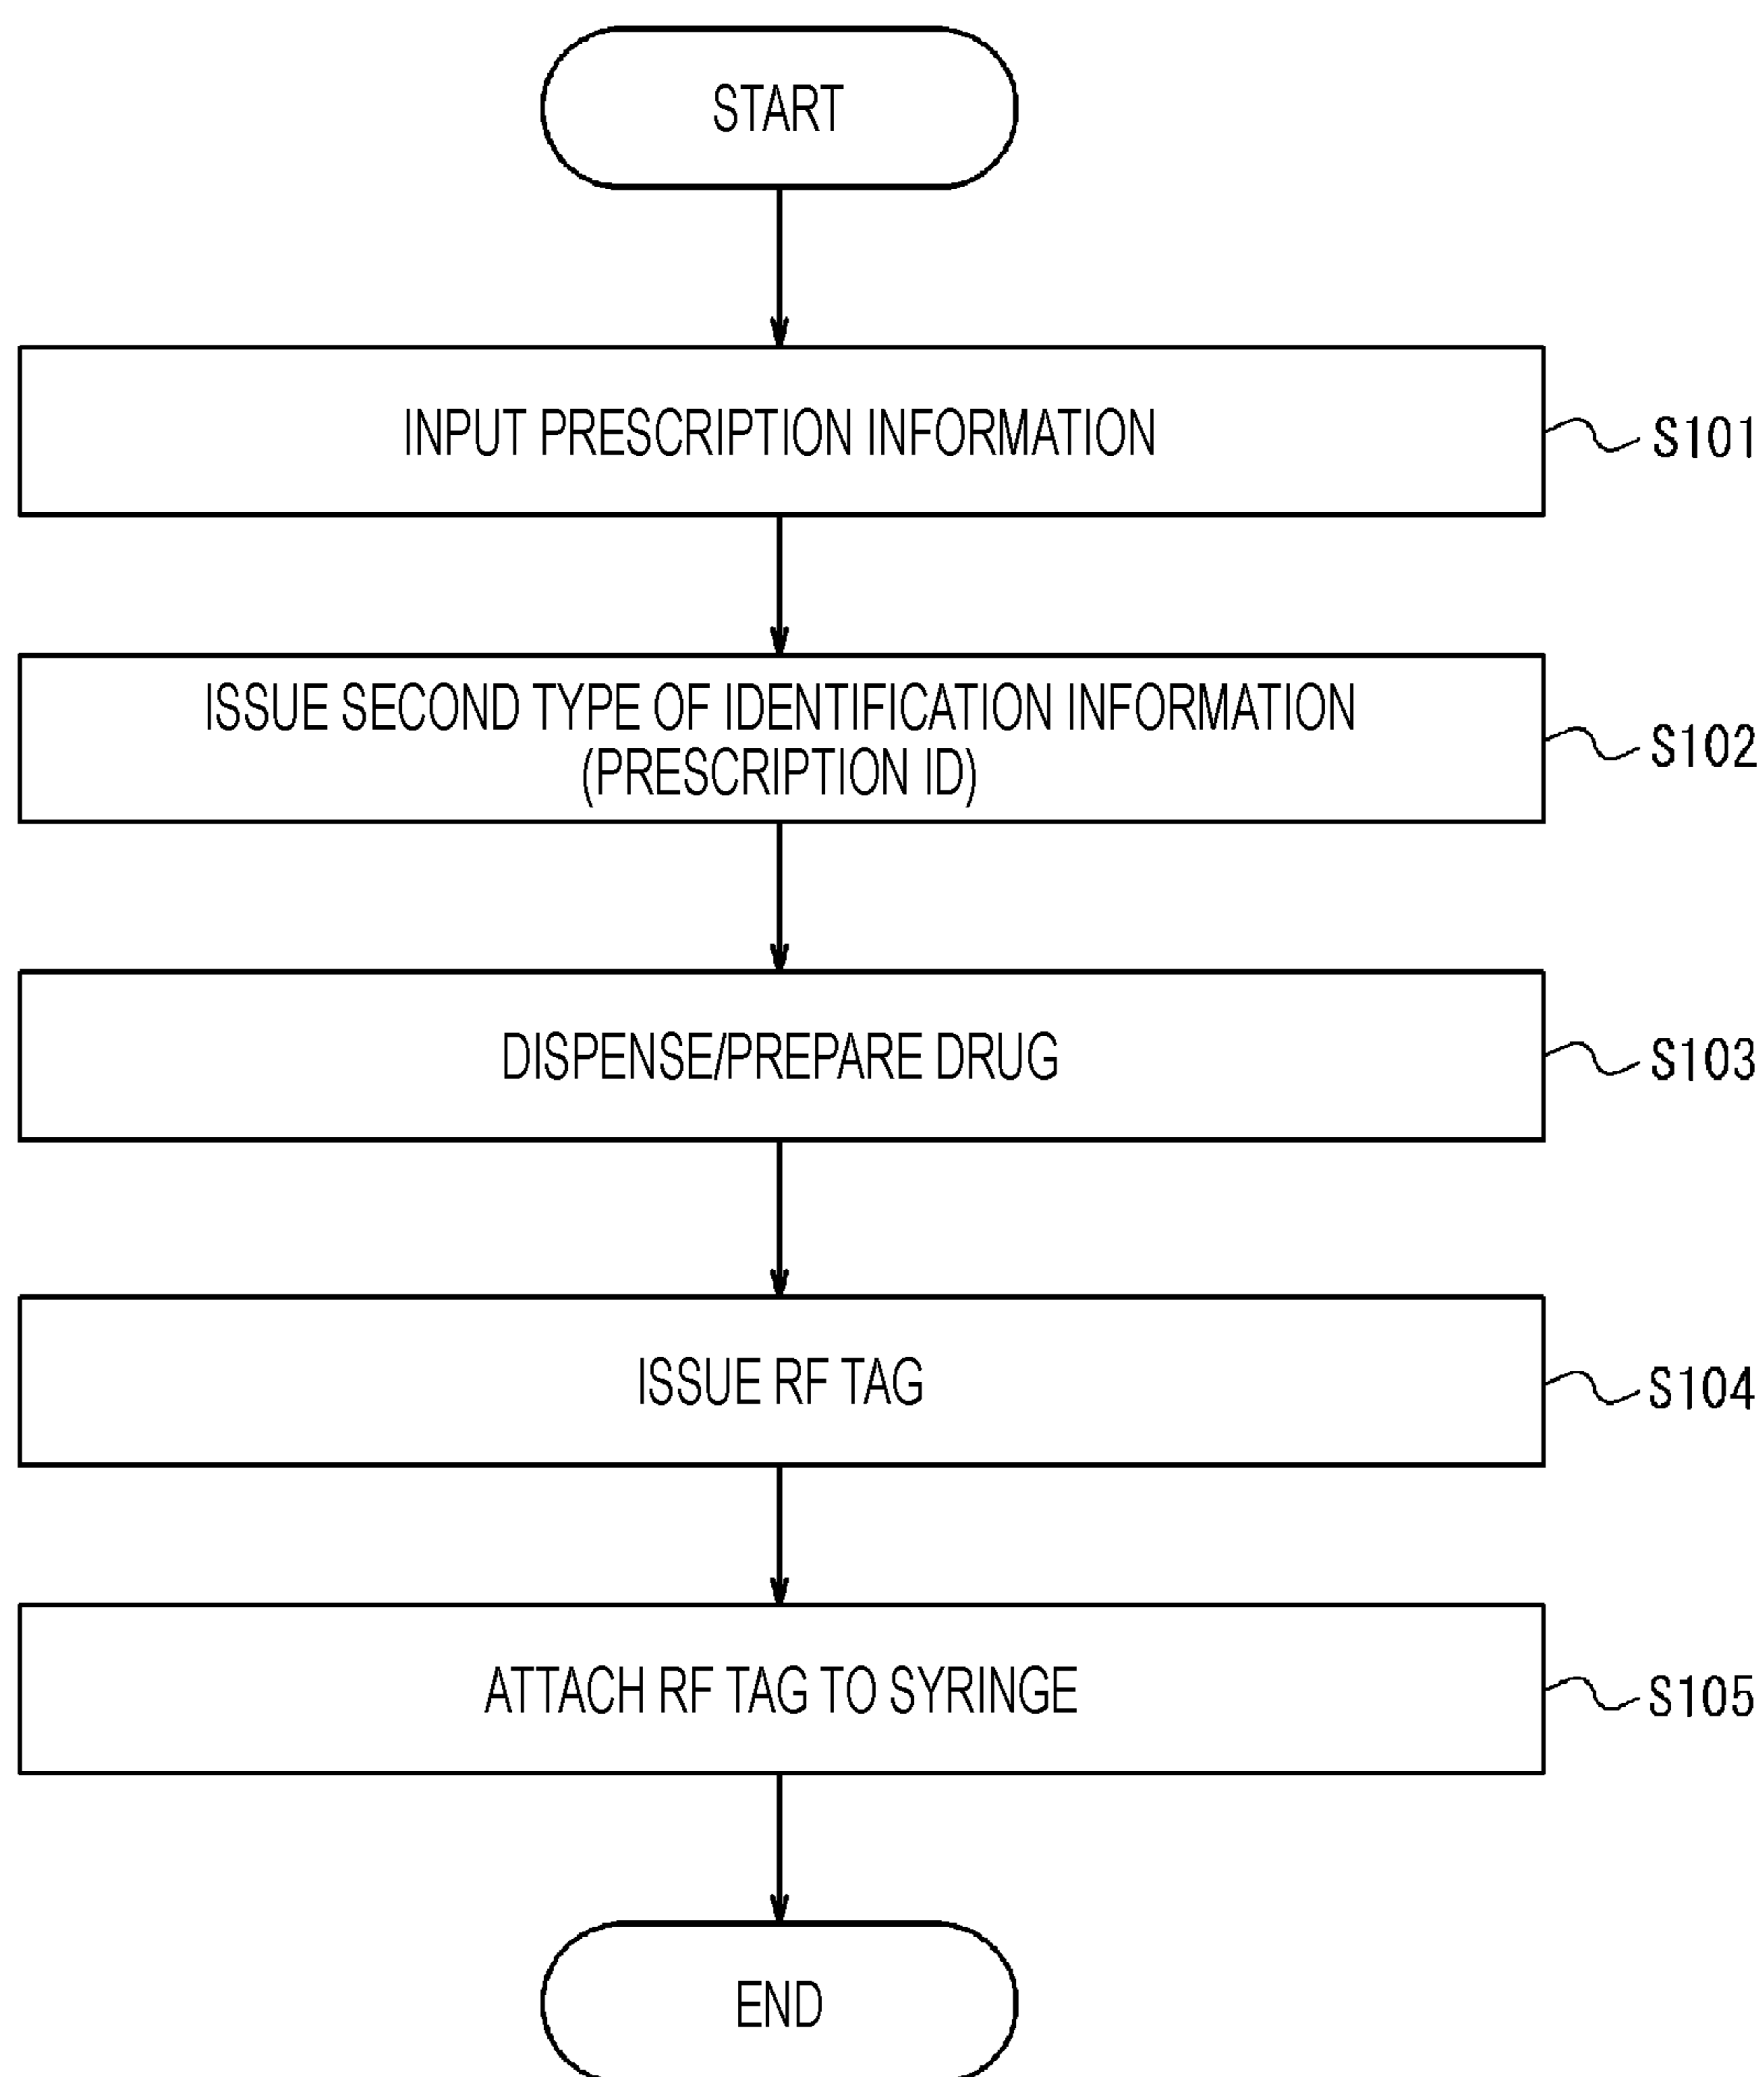 START
INPUT PRESCRIPTION INFORMATION
S101
ISSUE SECOND TYPE OF IDENTIFICATION INFORMATION
(PRESCRIPTION ID)
S102
DISPENSE/PREPARE DRUG
S103
ISSUE RF TAG
S104
ATTACH RF TAG TO SYRINGE
S105
END